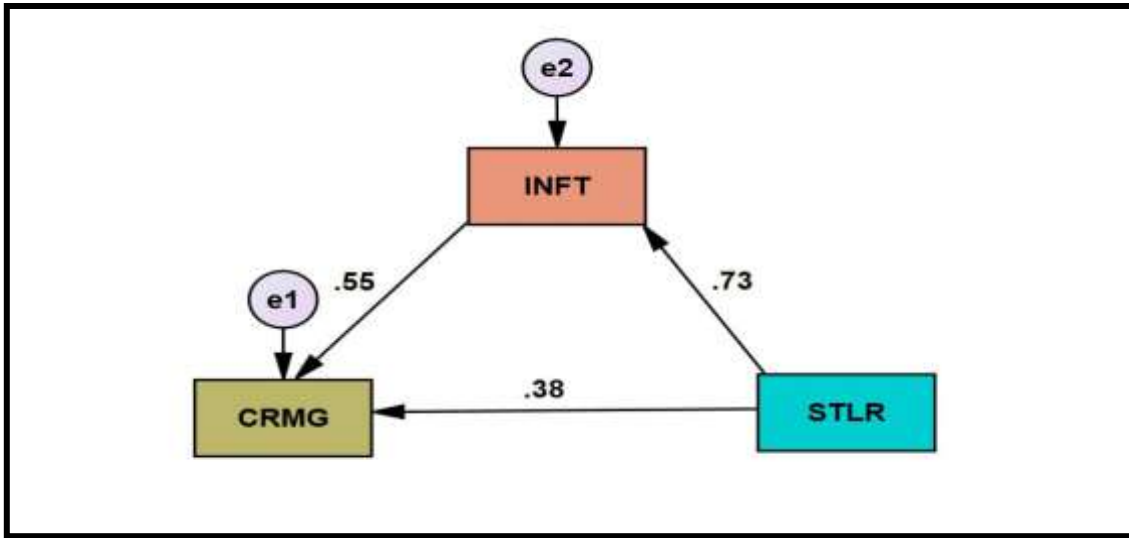 e2
INFT
.55
.73
e1
.38
CRMG
STLR